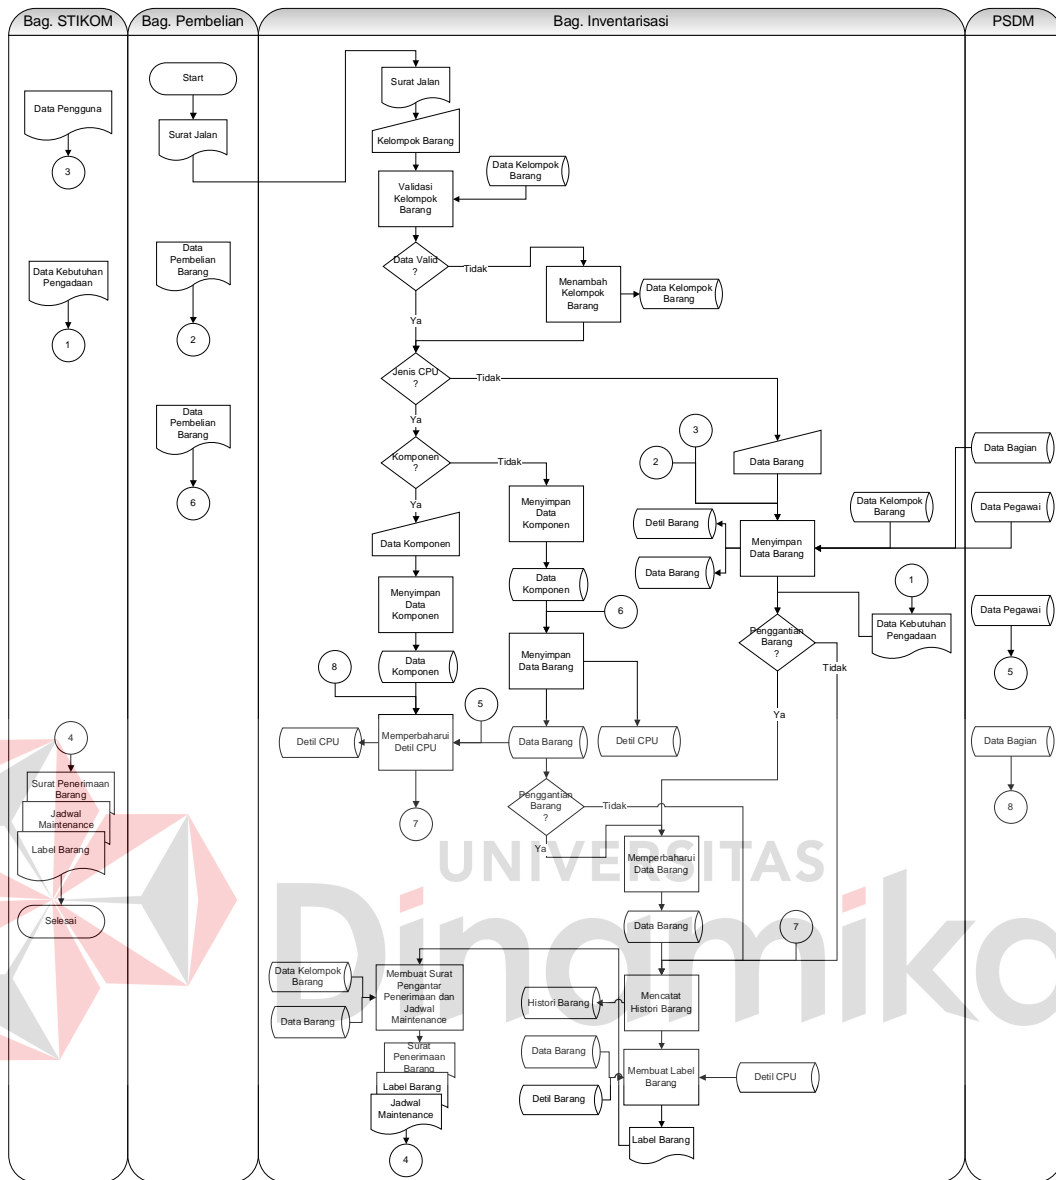 Bag. STIKOM
Bag. Pembelian
Bag. Inventarisasi
PSDM
Data Pengguna
3
Data Kebutuhan
Pengadaan
1
4
Surat Penerimaan
Barang
Jadwal
Maintenance
Label Barang
Selesai
Start
Surat Jalan
Data
Pembelian
Barang
2
Data
Pembelian
Barang
6
Surat Jalan
Kelompok Barang
Data Kelompok
Barang
Validasi
Kelompok
Barang
Data Valid
?
Tidak
Menambah
Kelompok
Barang
Data Kelompok
Barang
Ya
Jenis CPU
?
Tidak
Ya
3
2
Data Barang
Komponen
?
Tidak
Ya
Menyimpan
Data
Komponen
Data Kelompok
Barang
Detil Barang
Data Barang
Menyimpan
Data Barang
Data Komponen
Data
Komponen
1
Menyimpan
Data
Komponen
6
Data Kebutuhan
Pengadaan
Penggantian
Barang
?
Tidak
Ya
Menyimpan
Data Barang
Data
Komponen
8
5
Detil CPU
Memperbaharui
Detil CPU
Data Barang
Detil CPU
7
Penggantian
Barang
?
Tidak
Ya
Memperbaharui
Data Barang
Data Barang
7
Data Kelompok
Barang
Data Barang
Membuat Surat
Pengantar
Penerimaan dan
Jadwal
Maintenance
Histori Barang
Mencatat
Histori Barang
Surat
Penerimaan
Barang
Label Barang
Jadwal
Maintenance
4
Data Barang
Detil Barang
Membuat Label
Barang
Detil CPU
Label Barang
Data Bagian
Data Pegawai
Data Pegawai
5
Data Bagian
8
UNIVERSITAS
Dinamika